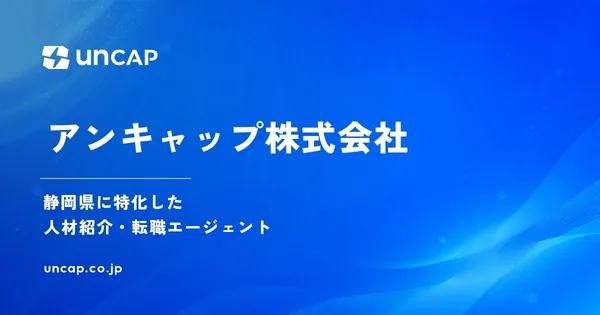 UNCAP
アンキャップ株式会社
静岡県に特化した
人材紹介・転職エージェント
uncap.co.jp